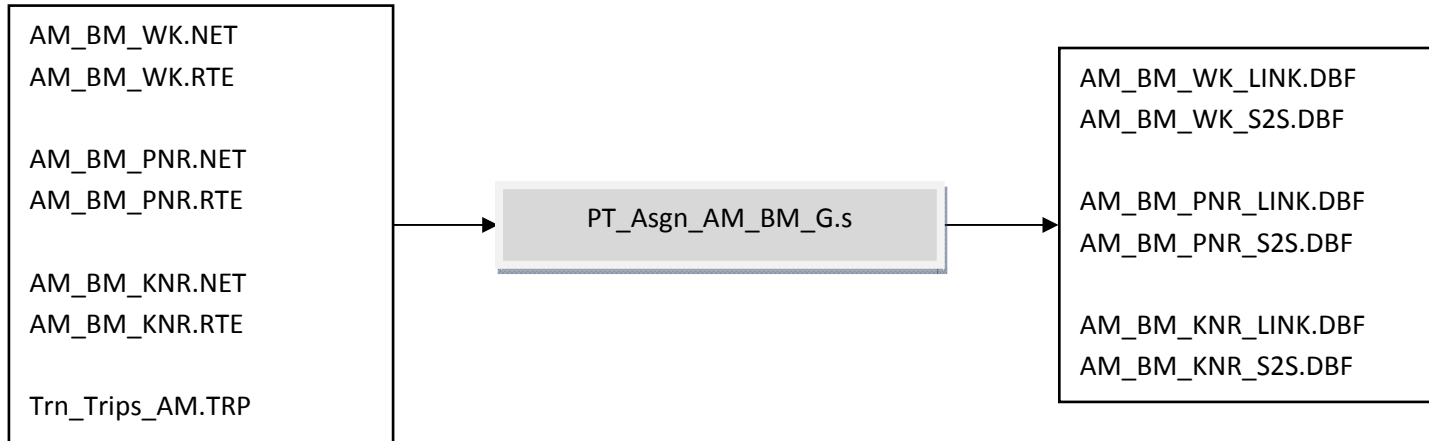 AM_BM_WK.NET
AM_BM_WK.RTE
AM_BM_PNR.NET
AM_BM_PNR.RTE
AM_BM_KNR.NET
AM_BM_KNR.RTE
Trn_Trips_AM.TRP
PT_Asgn_AM_BM_G.s
AM_BM_WK_LINK.DBF
AM_BM_WK_S2S.DBF
AM_BM_PNR_LINK.DBF
AM_BM_PNR_S2S.DBF
AM_BM_KNR_LINK.DBF
AM_BM_KNR_S2S.DBF